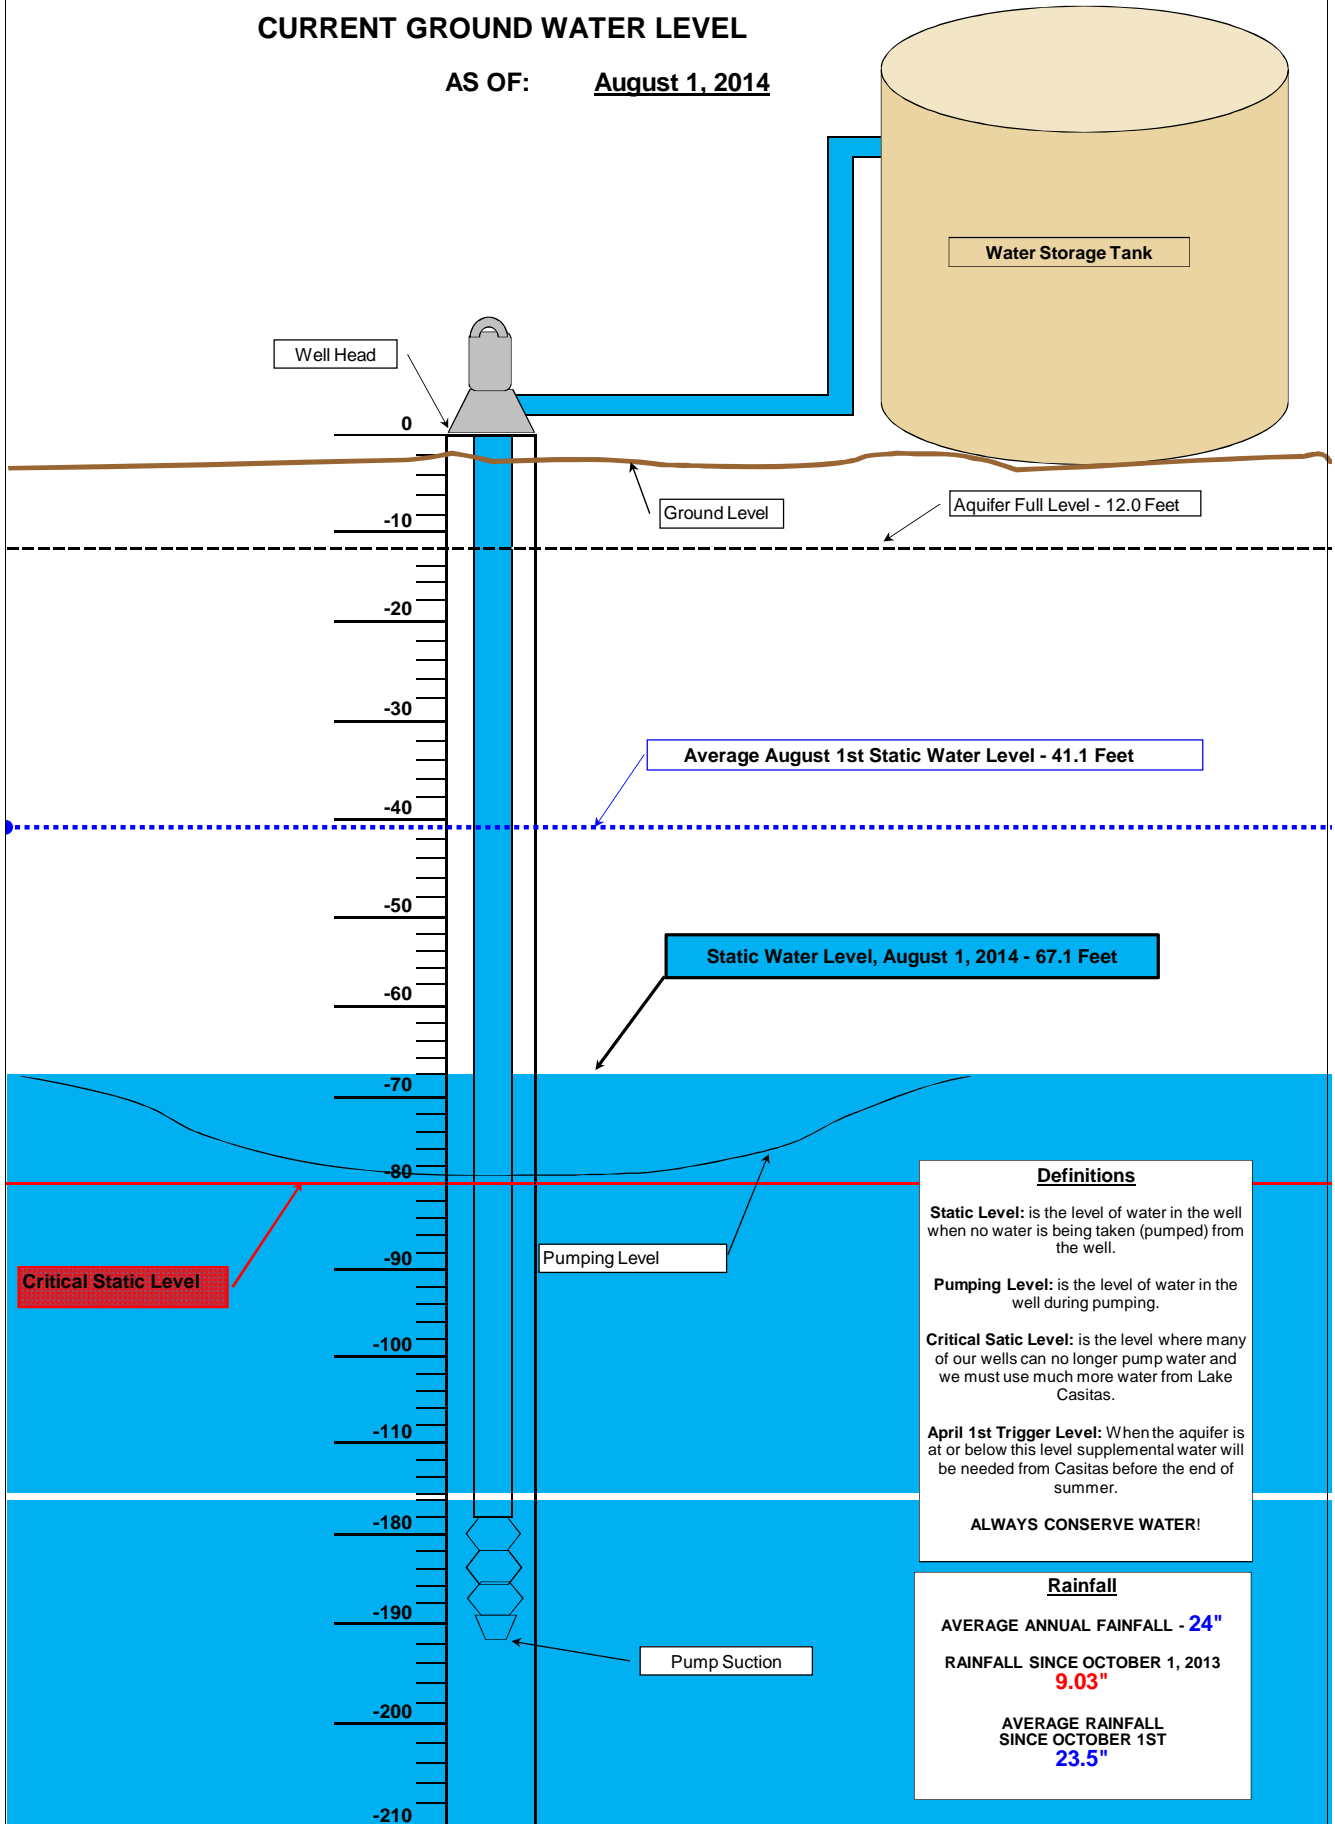 CURRENT GROUND WATER LEVEL
AS OF: August 1, 2014
Water Storage Tank
Well Head
0
Ground Level
Aquifer Full Level - 12.0 Feet
-10
-20
-30
Average August 1st Static Water Level - 41.1 Feet
-40
-50
Static Water Level, August 1, 2014 - 67.1 Feet
-60
-70
-80
Pumping Level
-90
Critical Static Level
-100
-110
-180
-190
Pump Suction
-200
-210
Definitions
Static Level: is the level of water in the well
when no water is being taken (pumped) from
the well.
Pumping Level: is the level of water in the
well during pumping.
Critical Satic Level: is the level where many
of our wells can no longer pump water and
we must use much more water from Lake
Casitas.
April 1st Trigger Level: When the aquifer is
at or below this level supplemental water will
be needed from Casitas before the end of
summer.
ALWAYS CONSERVE WATER!
Rainfall
AVERAGE ANNUAL FAINFALL - 24"
RAINFALL SINCE OCTOBER 1, 2013
9.03"
AVERAGE RAINFALL
SINCE OCTOBER 1ST
23.5"